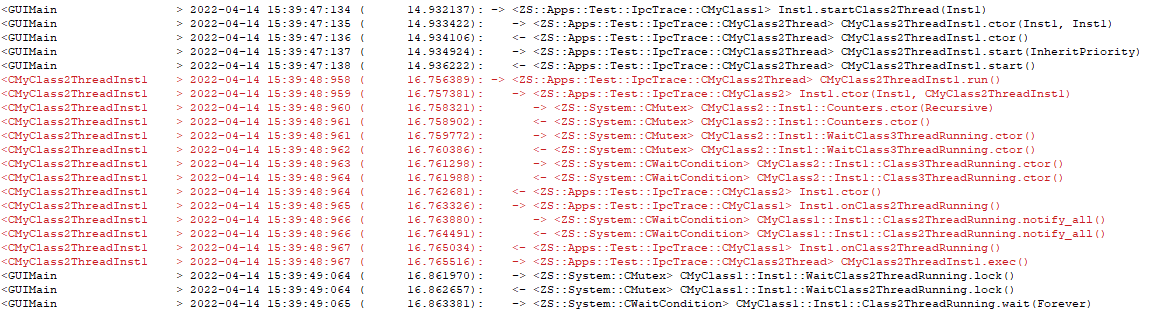 <GUIMain > 2022-04-14 15:39:47:134 ( 14.932137): -> <ZS::Apps::Test::IpcTrace::CMyClass1> Inst1.startClass2Thread(Inst1)
<GUIMain > 2022-04-14 15:39:47:135 ( 14.933422): -> <ZS::Apps::Test::IpcTrace::CMyClass2Thread> CMyClass2ThreadInst1.ctor(Inst1, Inst1)
<GUIMain > 2022-04-14 15:39:47:136 ( 14.934106): <- <ZS::Apps::Test::IpcTrace::CMyClass2Thread> CMyClass2ThreadInst1.ctor()
<GUIMain > 2022-04-14 15:39:47:137 ( 14.934924): -> <ZS::Apps::Test::IpcTrace::CMyClass2Thread> CMyClass2ThreadInst1.start(InheritPriority)
<GUIMain > 2022-04-14 15:39:47:138 ( 14.936222): <- <ZS::Apps::Test::IpcTrace::CMyClass2Thread> CMyClass2ThreadInst1.start()
<CMyClass2ThreadInst1 > 2022-04-14 15:39:48:958 ( 16.756389): -> <ZS::Apps::Test::IpcTrace::CMyClass2Thread> CMyClass2ThreadInst1.run()
<CMyClass2ThreadInst1 > 2022-04-14 15:39:48:959 ( 16.757381): -> <ZS::Apps::Test::IpcTrace::CMyClass2> Inst1.ctor(Inst1, CMyClass2ThreadInst1)
<CMyClass2ThreadInst1 > 2022-04-14 15:39:48:960 ( 16.758321): -> <ZS::System::CMutex> CMyClass2::Inst1::Counters.ctor(Recursive)
<CMyClass2ThreadInst1 > 2022-04-14 15:39:48:961 ( 16.758902): <- <ZS::System::CMutex> CMyClass2::Inst1::Counters.ctor()
<CMyClass2ThreadInst1 > 2022-04-14 15:39:48:961 ( 16.759772): -> <ZS::System::CMutex> CMyClass2::Inst1::WaitClass3ThreadRunning.ctor()
<CMyClass2ThreadInst1 > 2022-04-14 15:39:48:962 ( 16.760386): <- <ZS::System::CMutex> CMyClass2::Inst1::WaitClass3ThreadRunning.ctor()
<CMyClass2ThreadInst1 > 2022-04-14 15:39:48:963 ( 16.761298): -> <ZS::System::CWaitCondition> CMyClass2::Inst1::Class3ThreadRunning.ctor()
<CMyClass2ThreadInst1 > 2022-04-14 15:39:48:964 ( 16.761988): <- <ZS::System::CWaitCondition> CMyClass2::Inst1::Class3ThreadRunning.ctor()
<CMyClass2ThreadInst1 > 2022-04-14 15:39:48:964 ( 16.762681): <- <ZS::Apps::Test::IpcTrace::CMyClass2> Inst1.ctor()
<CMyClass2ThreadInst1 > 2022-04-14 15:39:48:965 ( 16.763326): -> <ZS::Apps::Test::IpcTrace::CMyClass1> Inst1.onClass2ThreadRunning()
<CMyClass2ThreadInst1 > 2022-04-14 15:39:48:966 ( 16.763880): -> <ZS::System::CWaitCondition> CMyClass1::Inst1::Class2ThreadRunning.notify_all()
<CMyClass2ThreadInst1 > 2022-04-14 15:39:48:966 ( 16.764491): <- <ZS::System::CWaitCondition> CMyClass1::Inst1::Class2ThreadRunning.notify_all()
<CMyClass2ThreadInst1 > 2022-04-14 15:39:48:967 ( 16.765034): <- <ZS::Apps::Test::IpcTrace::CMyClass1> Inst1.onClass2ThreadRunning()
<CMyClass2ThreadInst1 > 2022-04-14 15:39:48:967 ( 16.765516): -> <ZS::Apps::Test::IpcTrace::CMyClass2Thread> CMyClass2ThreadInst1.exec()
<GUIMain > 2022-04-14 15:39:49:064 ( 16.861970): -> <ZS::System::CMutex> CMyClass1::Inst1::WaitClass2ThreadRunning.lock()
<GUIMain > 2022-04-14 15:39:49:064 ( 16.862657): <- <ZS::System::CMutex> CMyClass1::Inst1::WaitClass2ThreadRunning.lock()
<GUIMain > 2022-04-14 15:39:49:065 ( 16.863381): -> <ZS::System::CWaitCondition> CMyClass1::Inst1::Class2ThreadRunning.wait(Forever)